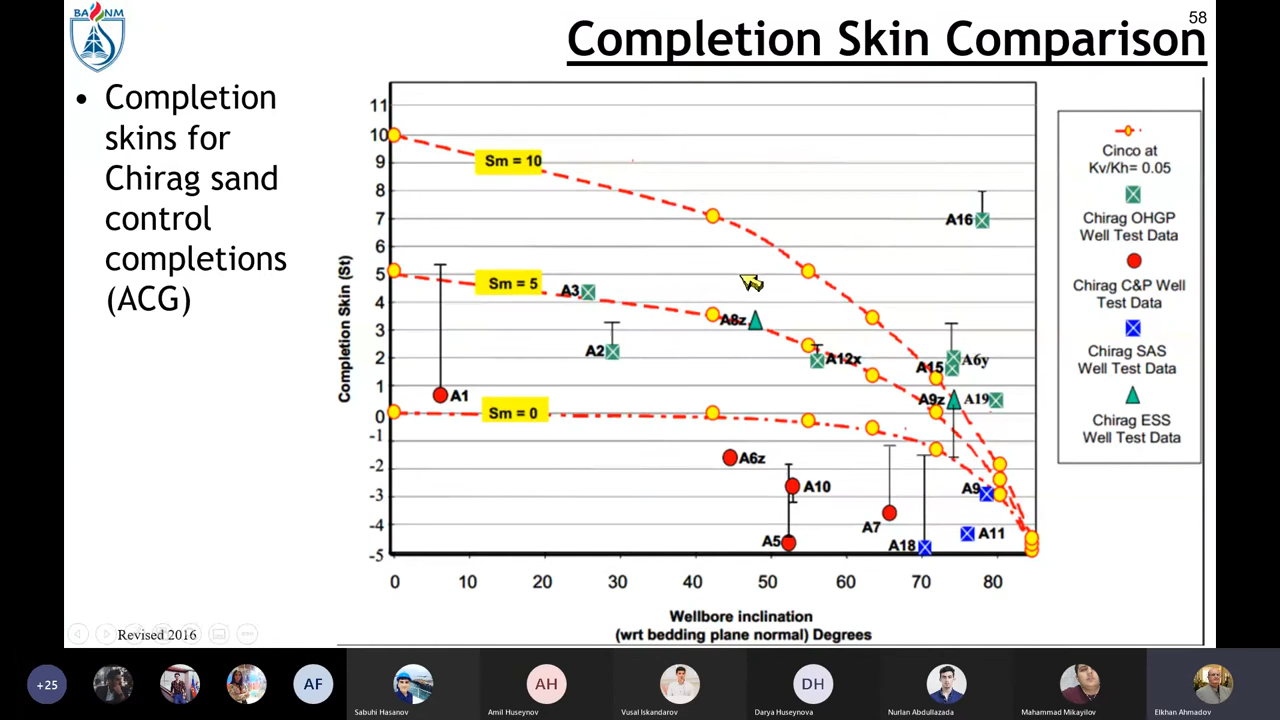 BA NM
Completion Skin Comparison
58
• Completion
skins for
Chirag sand
control
completions
(ACG)
Completion Skin (St)
11
10
9
8
7
6
5
4
3
2
1
0
-1
-2
-3
-4
-5
0 10 20 30 40 50 60 70 80
Wellbore inclination
(wrt bedding plane normal) Degrees
Sm = 10
Sm = 5
Sm = 0
A16
A3
A8z
A2
A12x
A15
A6y
A1
A9z
A19
A6z
A10
A9
A7
A5
A18
A11
Cinco at
Kv/Kh= 0.05
Chirag OHGP
Well Test Data
Chirag C&P Well
Test Data
Chirag SAS
Well Test Data
Chirag ESS
Well Test Data
Revised 2016
+25
AF
AH
DH
Sabuhi Hasanov
Amil Huseynov
Vusal Iskandarov
Darya Huseynova
Nurlan Abdullazada
Mahammad Mikayilov
Elkhan Ahmadov